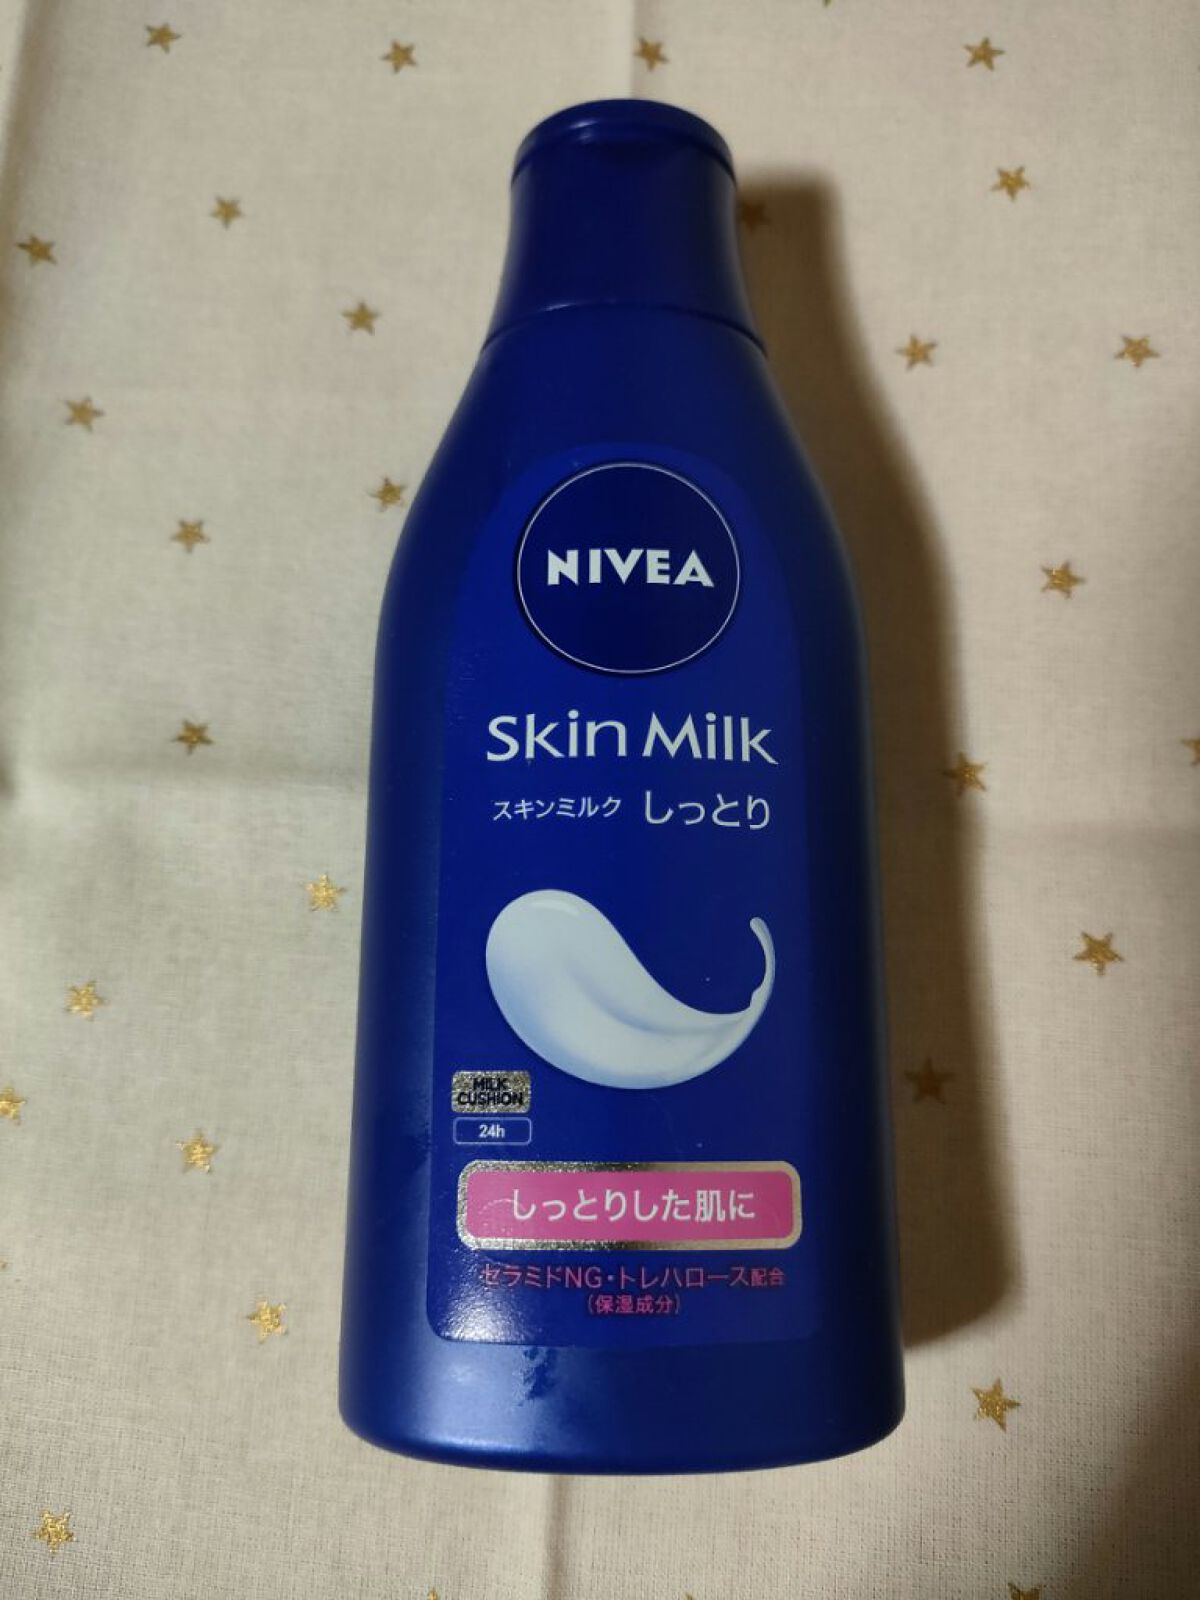 NIVEA
Skin Milk
スキンミルク しっとり
MILK
CUSHION
24h
しっとりした肌に
セラミドNG・トレハロース配合
(保湿成分)